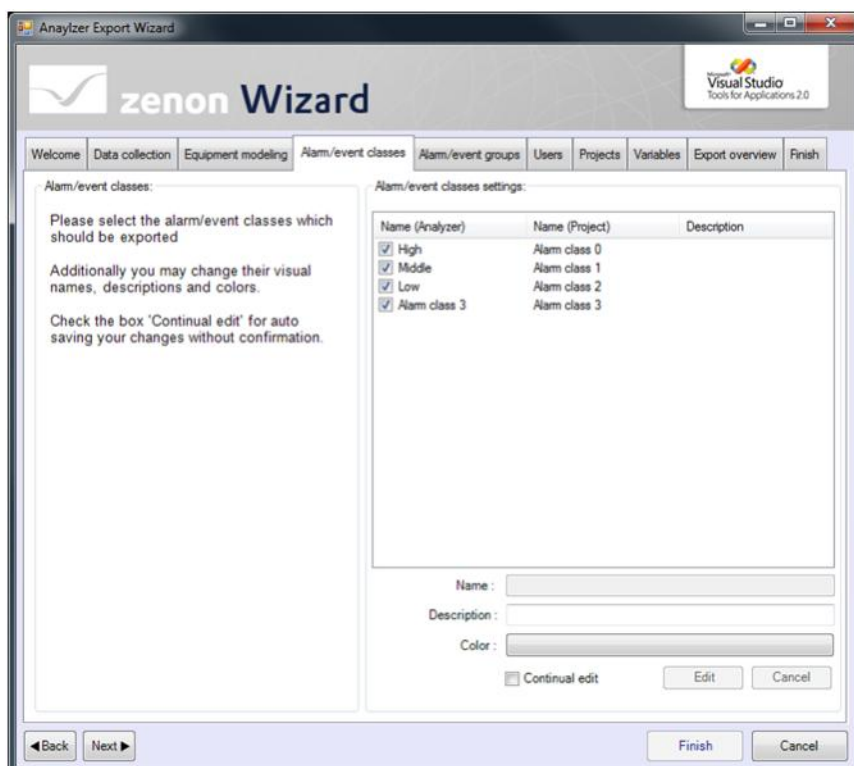 Anaylzer Export Wizard
zenon Wizard
Microsoft
Visual Studio
Tools for Applications 2.0
Welcome Data collection Equipment modeling Alarm/event classes Alarm/event groups Users Projects Variables Export overview Finish
Alarm/event classes:
Please select the alarm/event classes which
should be exported
Additionally you may change their visual
names, descriptions and colors.
Check the box 'Continual edit' for auto
saving your changes without confirmation.
Alarm/event classes settings:
Name (Analyzer) Name (Project) Description
High Alarm class 0
Middle Alarm class 1
Low Alarm class 2
Alarm class 3 Alarm class 3
Name :
Description :
Color :
Continual edit Edit Cancel
Back Next Finish Cancel